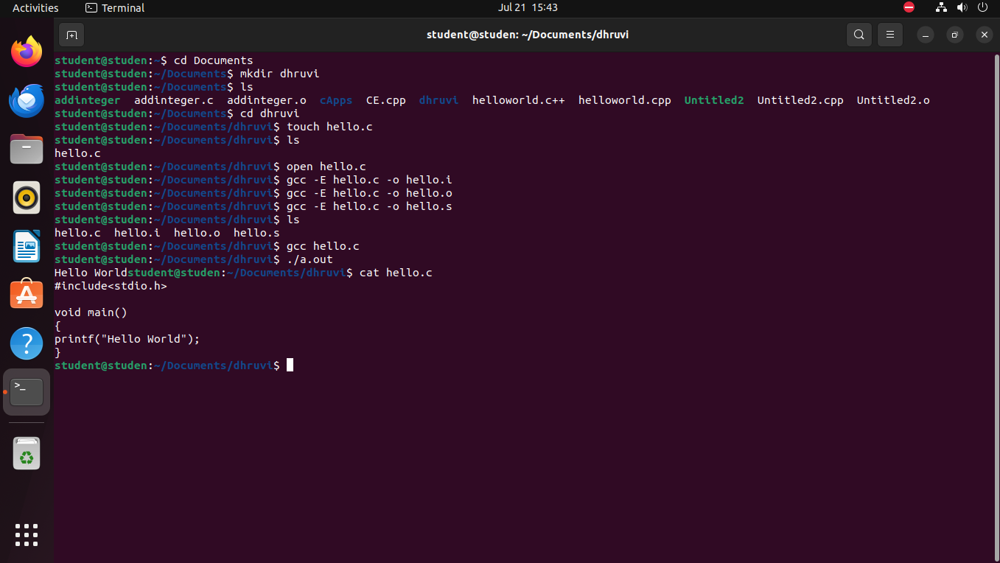 Activities Terminal Jul 21 15:43
student@studen: ~/Documents/dhruvi
student@studen:~$ cd Documents
student@studen:~/Documents$ mkdir dhruvi
student@studen:~/Documents$ ls
addinteger addinteger.c addinteger.o cApps CE.cpp dhruvi helloworld.c++ helloworld.cpp Untitled2 Untitled2.cpp Untitled2.o
student@studen:~/Documents$ cd dhruvi
student@studen:~/Documents/dhruvi$ touch hello.c
student@studen:~/Documents/dhruvi$ ls
hello.c
student@studen:~/Documents/dhruvi$ open hello.c
student@studen:~/Documents/dhruvi$ gcc -E hello.c -o hello.i
student@studen:~/Documents/dhruvi$ gcc -E hello.c -o hello.o
student@studen:~/Documents/dhruvi$ gcc -E hello.c -o hello.s
student@studen:~/Documents/dhruvi$ ls
hello.c hello.i hello.o hello.s
student@studen:~/Documents/dhruvi$ gcc hello.c
student@studen:~/Documents/dhruvi$ ./a.out
Hello Worldstudent@studen:~/Documents/dhruvi$ cat hello.c
#include<stdio.h>
void main()
{
printf("Hello World");
}
student@studen:~/Documents/dhruvi$